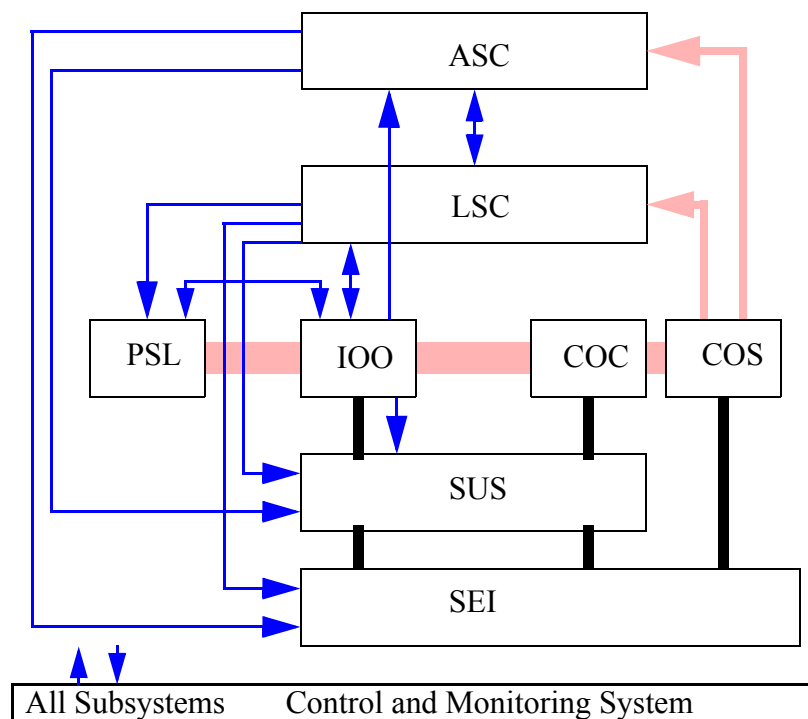 ASC
LSC
PSL
IOO
COC
COS
SUS
SEI
All Subsystems Control and Monitoring System